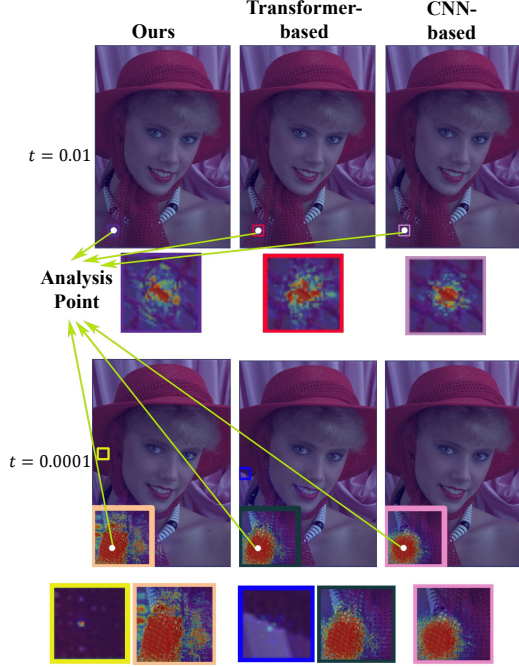 Ours
Transformer-
based
CNN-
based
t = 0.01
Analysis
Point
t = 0.0001